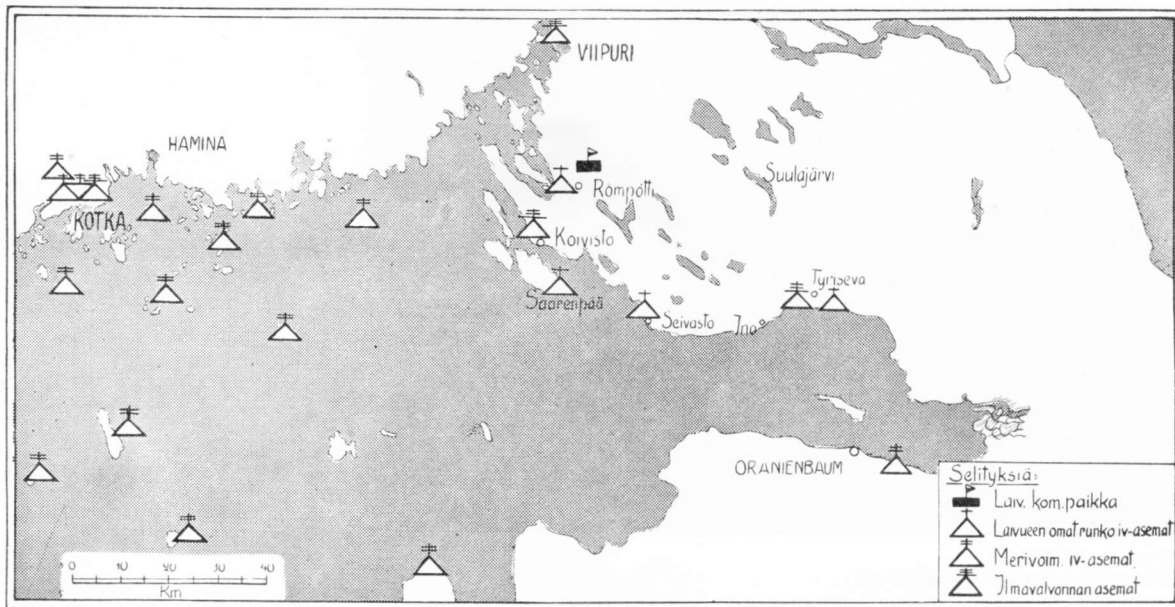 VIIPURI
HAMINA
Suulajärvi
Römpötti
KOTKA
Koivisto
Tyriseva
Saarenpää
Seivästö
Ino
ORANIENBAUM
Selityksiä:
Laiv. kom.paikka
Laivueen omat runko iv-asemat
Merivoim. iv-asemat
Ilmavalvonnan asemat
0 10 20 30 40
Km